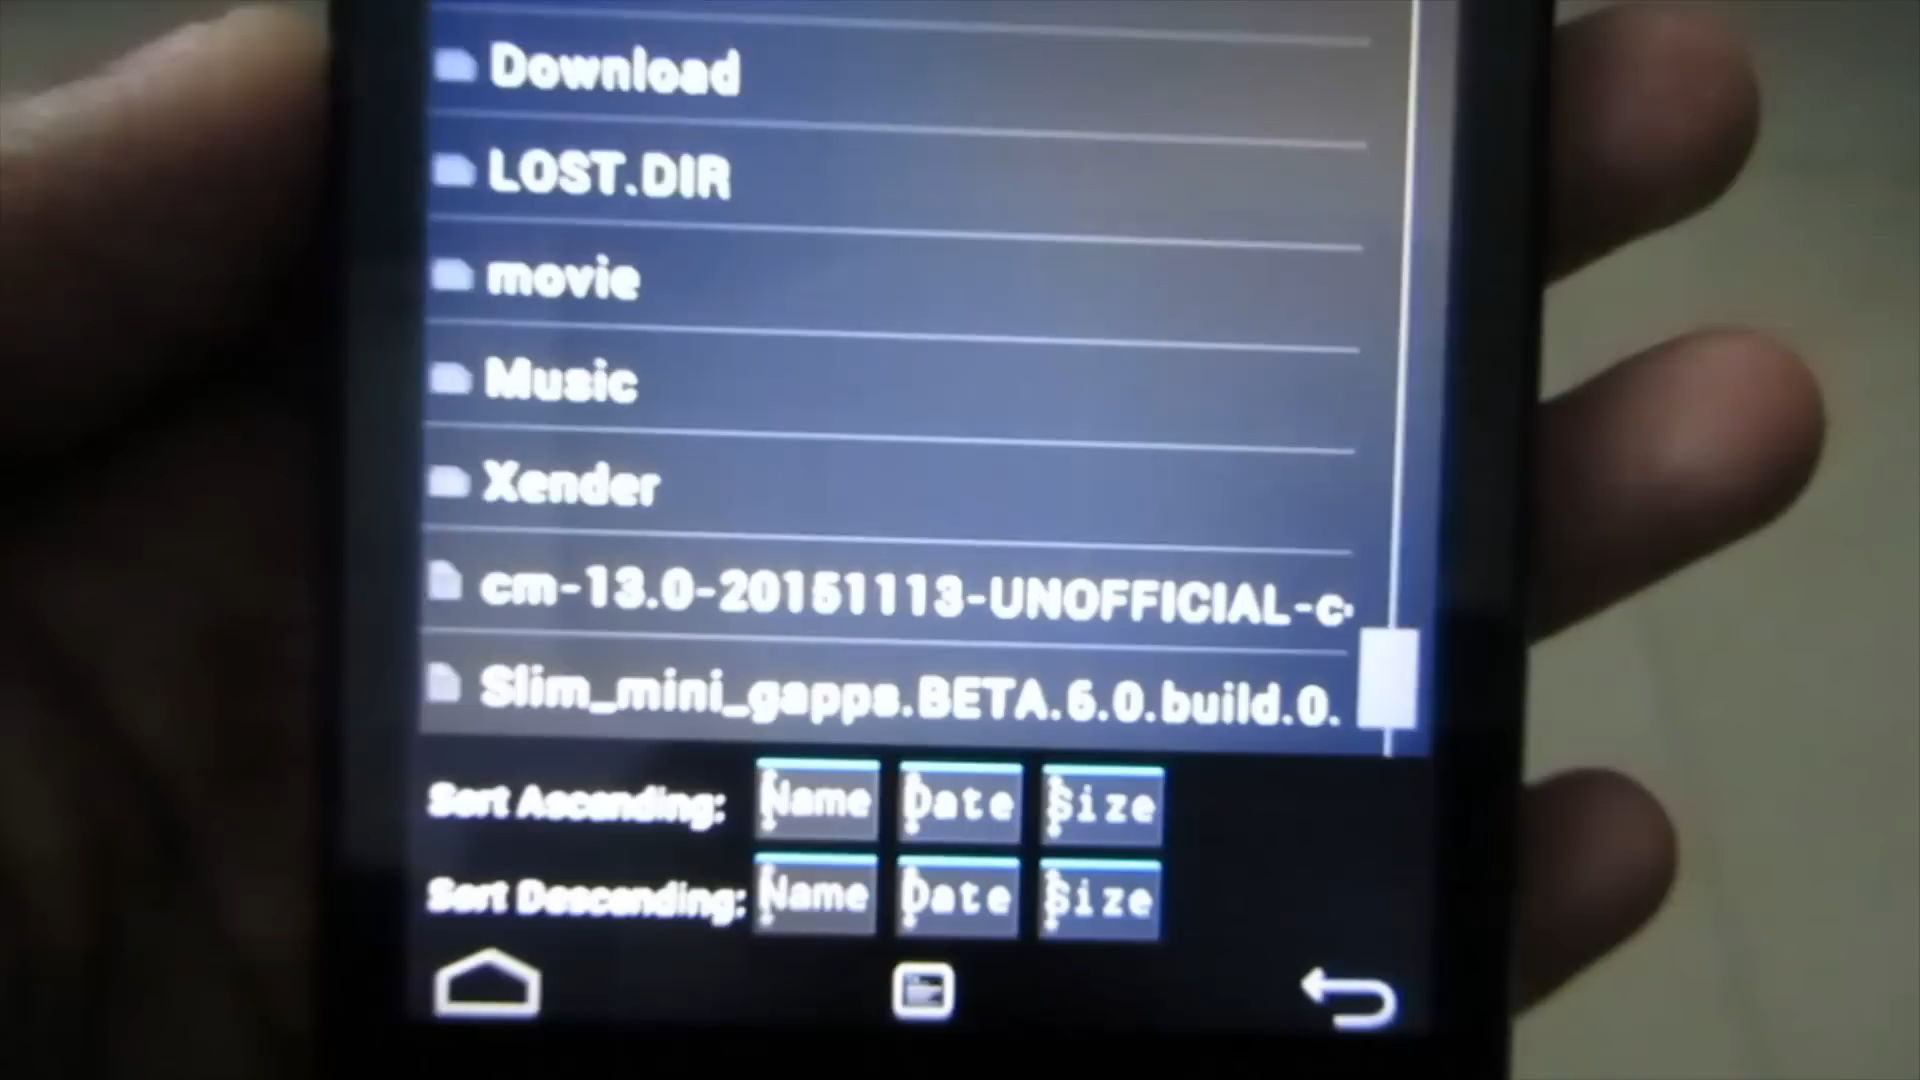 Download
LOST.DIR
movie
Music
Xender
cm-13.0-20151113-UNOFFICIAL-c
Slim_mini_gapps.BETA.6.0.build.0.
Sort Ascending: Name Date Size
Sort Descending: Name Date Size